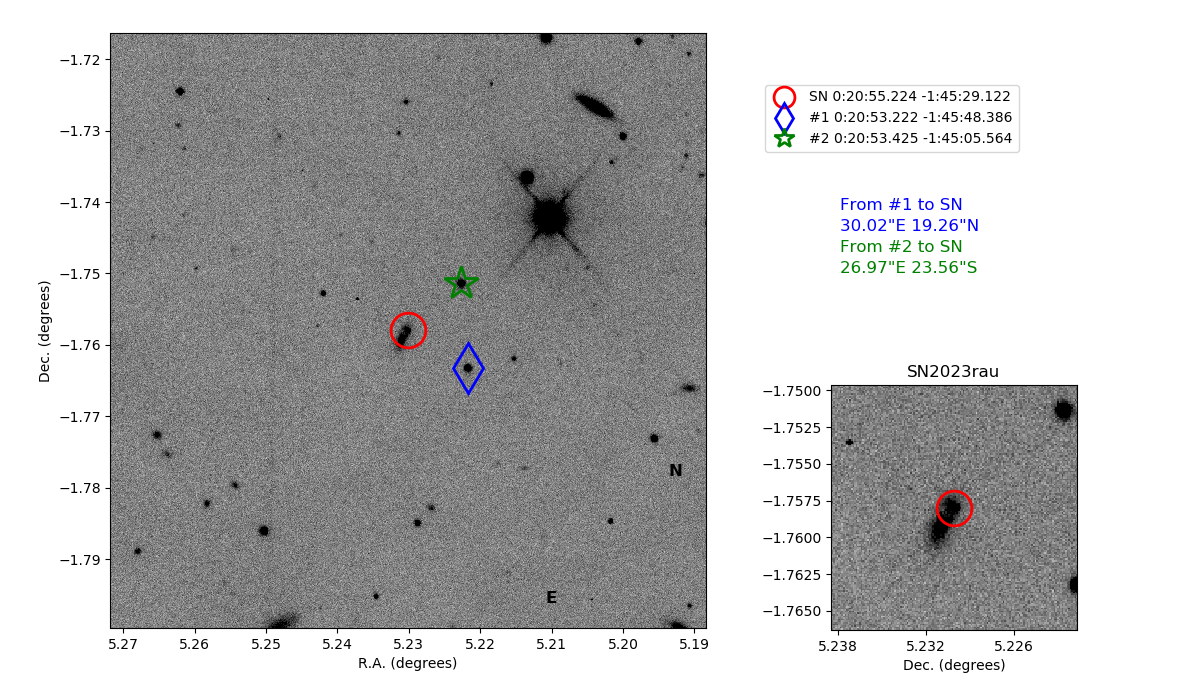 −1.72
−1.73
−1.74
−1.75
−1.76
−1.77
−1.78
−1.79
Dec. (degrees)
5.27 5.26 5.25 5.24 5.23 5.22 5.21 5.20 5.19
R.A. (degrees)
N
E
SN 0:20:55.224 -1:45:29.122
#1 0:20:53.222 -1:45:48.386
#2 0:20:53.425 -1:45:05.564
From #1 to SN
30.02"E 19.26"N
From #2 to SN
26.97"E 23.56"S
SN2023rau
−1.7500
−1.7525
−1.7550
−1.7575
−1.7600
−1.7625
−1.7650
5.238 5.232 5.226
Dec. (degrees)